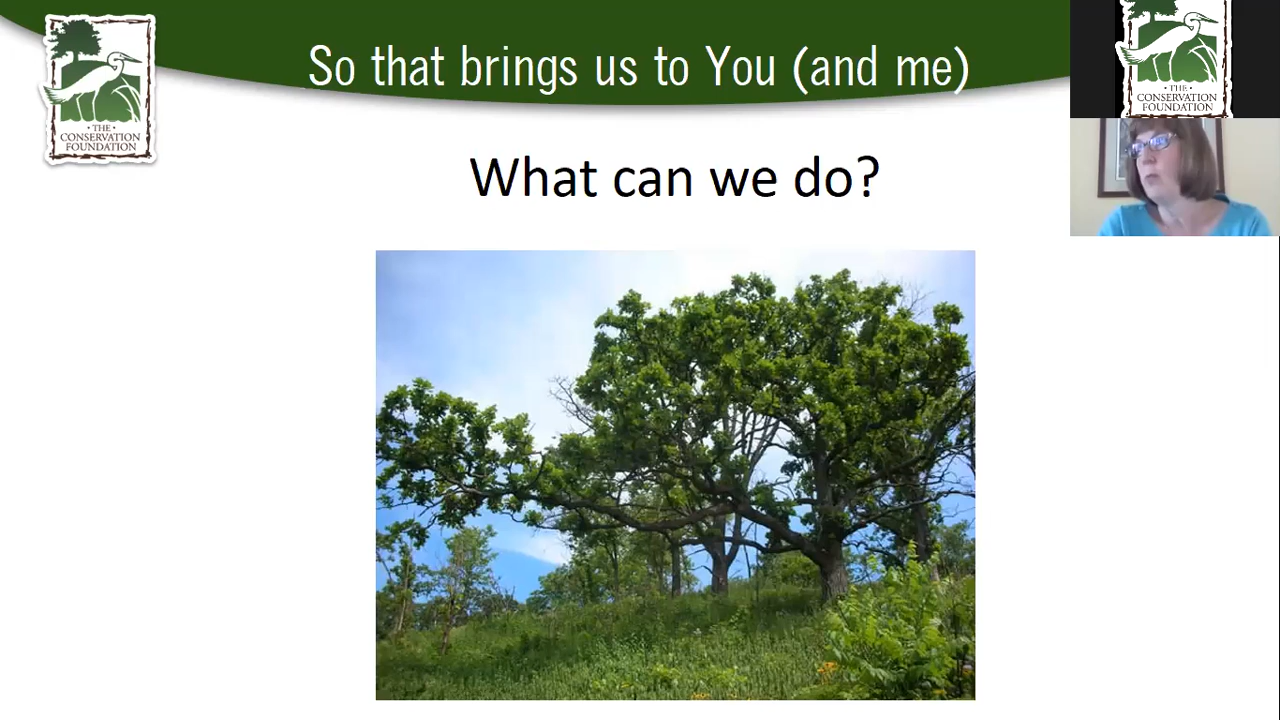 So that brings us to You (and me)
What can we do?
• THE •
CONSERVATION
FOUNDATION
• THE •
CONSERVATION
FOUNDATION